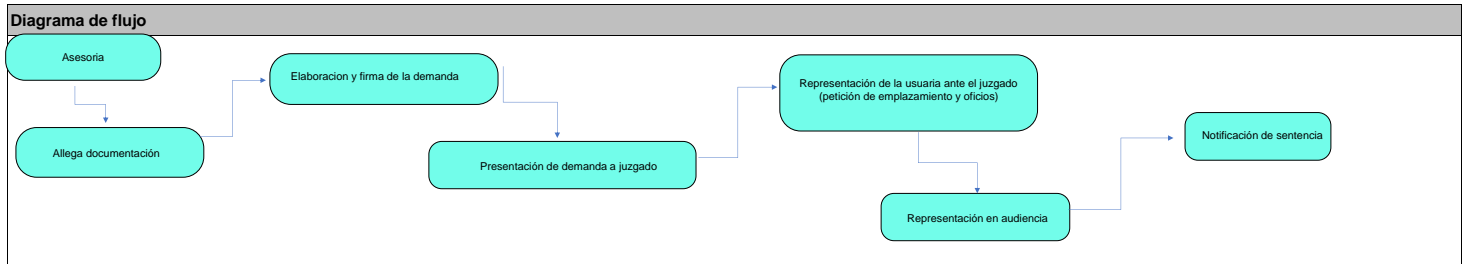 Diagrama de flujo
Asesoria
Allega documentación
Elaboracion y firma de la demanda
Presentación de demanda a juzgado
Representación de la usuaria ante el juzgado
(petición de emplazamiento y oficios)
Representación en audiencia
Notificación de sentencia